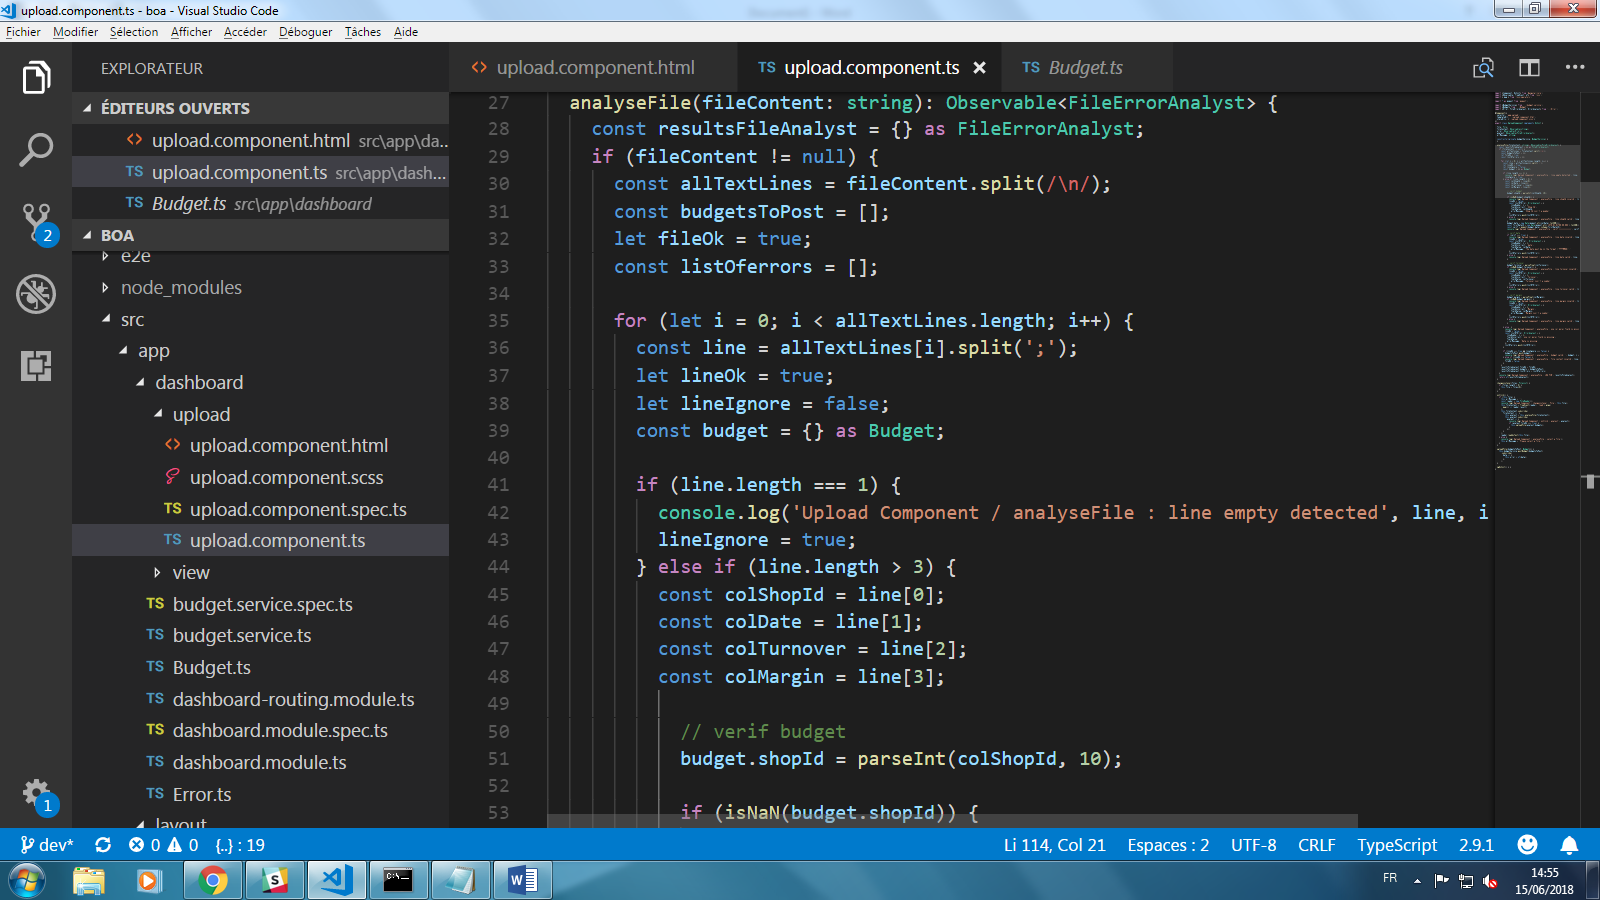 upload.component.ts - boa - Visual Studio Code
Fichier Modifier Sélection Afficher Accéder Déboguer Tâches Aide
EXPLORATEUR
ÉDITEURS OUVERTS
upload.component.html src\app\da...
TS upload.component.ts src\app\dash...
TS Budget.ts src\app\dashboard
2
BOA
e2e
node_modules
src
app
dashboard
upload
upload.component.html
upload.component.scss
TS upload.component.spec.ts
TS upload.component.ts
view
TS budget.service.spec.ts
TS budget.service.ts
TS Budget.ts
TS dashboard-routing.module.ts
TS dashboard.module.spec.ts
TS dashboard.module.ts
TS Error.ts
layout
1
upload.component.html TS upload.component.ts TS Budget.ts
27 analyseFile(fileContent: string): Observable<FileErrorAnalyst> {
28 const resultsFileAnalyst = {} as FileErrorAnalyst;
29 if (fileContent != null) {
30 const allTextLines = fileContent.split(/\n/);
31 const budgetsToPost = [];
32 let fileOk = true;
33 const listOferrors = [];
34
35 for (let i = 0; i < allTextLines.length; i++) {
36 const line = allTextLines[i].split(';');
37 let lineOk = true;
38 let lineIgnore = false;
39 const budget = {} as Budget;
40
41 if (line.length === 1) {
42 console.log('Upload Component / analyseFile : line empty detected', line, i
43 lineIgnore = true;
44 } else if (line.length > 3) {
45 const colShopId = line[0];
46 const colDate = line[1];
47 const colTurnover = line[2];
48 const colMargin = line[3];
49
50 // verif budget
51 budget.shopId = parseInt(colShopId, 10);
52
53 if (isNaN(budget.shopId)) {
dev* 0 0 {..} : 19 Li 114, Col 21 Espaces : 2 UTF-8 CRLF TypeScript 2.9.1
FR 14:55
15/06/2018